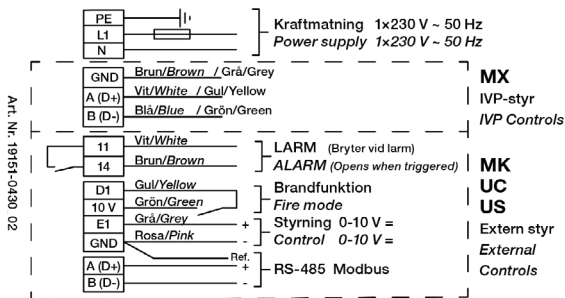 PE
L1
N
Kraftmatning 1×230 V ~ 50 Hz
Power supply 1×230 V ~ 50 Hz
GND Brun/Brown / Grå/Grey
A (D+) Vit/White / Gul/Yellow
B (D-) Blå/Blue / Grön/Green
MX
IVP-styr
IVP Controls
Art. Nr. 19151-0430 02
11 Vit/White
14 Brun/Brown
LARM (Bryter vid larm)
ALARM (Opens when triggered)
D1 Gul/Yellow
10 V Grön/Green
Brandfunktion
Fire mode
E1 Grå/Grey +
GND Rosa/Pink -
Styrning 0-10 V =
Control 0-10 V =
Ref.
A (D+) +
B (D-) -
RS-485 Modbus
MK
UC
US
Extern styr
External
Controls